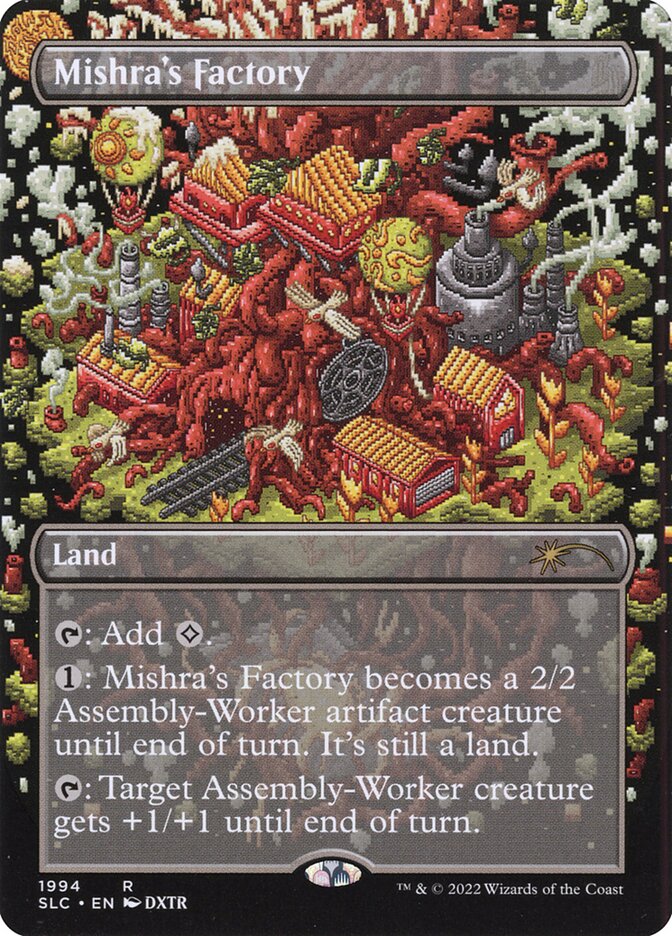 Mishra's Factory
Land
: Add .
1: Mishra's Factory becomes a 2/2
Assembly-Worker artifact creature
until end of turn. It's still a land.
: Target Assembly-Worker creature
gets +1/+1 until end of turn.
1994 R
SLC • EN DXTR
™ & © 2022 Wizards of the Coast